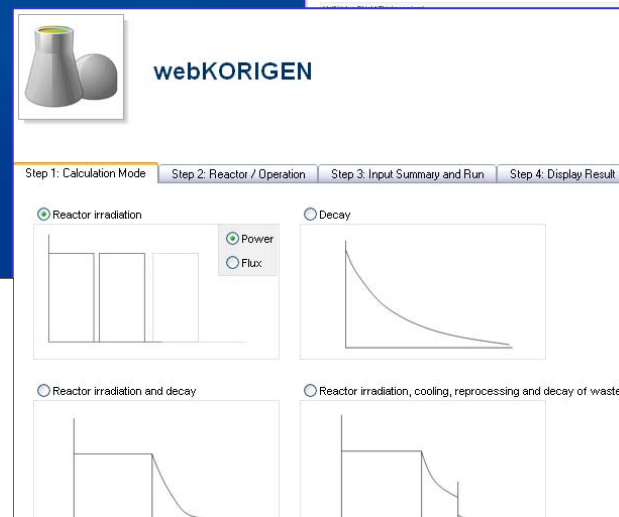 webKORIGEN
Step 1: Calculation Mode
Step 2: Reactor / Operation
Step 3: Input Summary and Run
Step 4: Display Result
Reactor irradiation
Decay
Power
Flux
Reactor irradiation and decay
Reactor irradiation, cooling, reprocessing and decay of waste